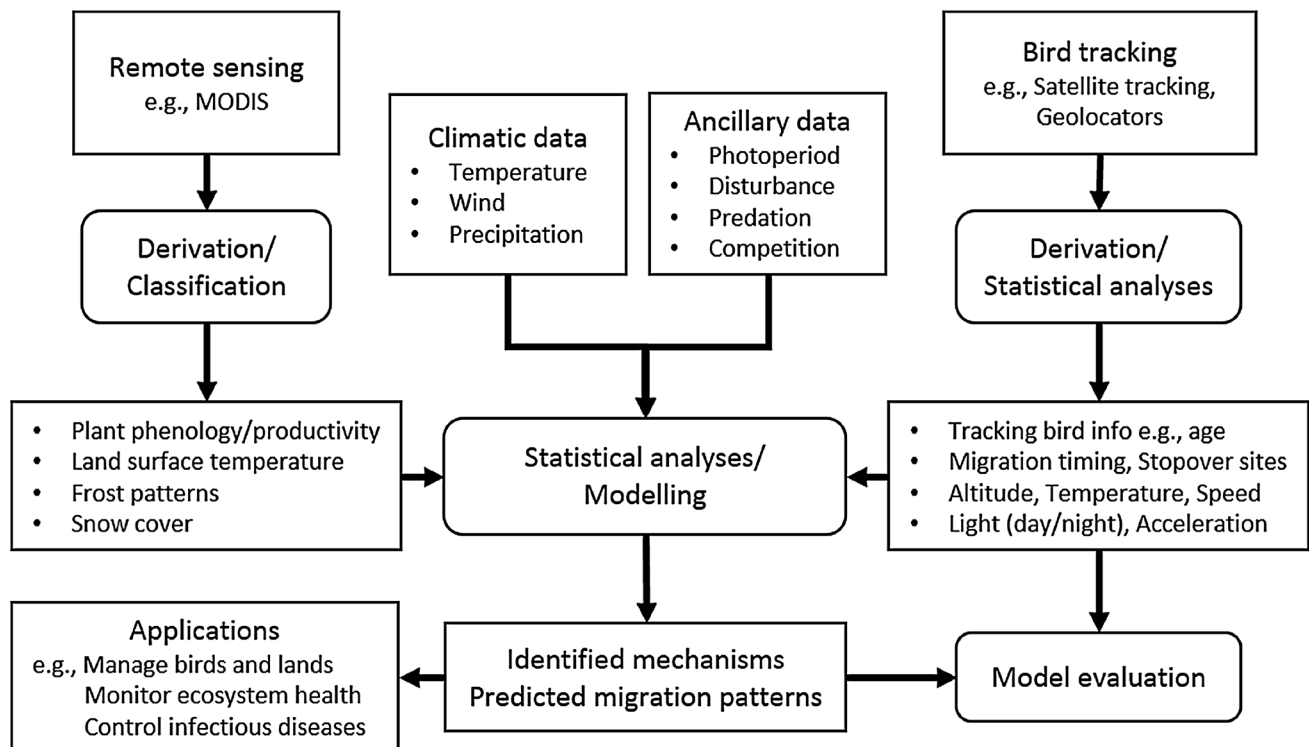 Remote sensing
e.g., MODIS
Climatic data
• Temperature
• Wind
• Precipitation
Ancillary data
• Photoperiod
• Disturbance
• Predation
• Competition
Bird tracking
e.g., Satellite tracking,
Geolocators
Derivation/
Classification
Derivation/
Statistical analyses
• Plant phenology/productivity
• Land surface temperature
• Frost patterns
• Snow cover
Statistical analyses/
Modelling
• Tracking bird info e.g., age
• Migration timing, Stopover sites
• Altitude, Temperature, Speed
• Light (day/night), Acceleration
Applications
e.g., Manage birds and lands
Monitor ecosystem health
Control infectious diseases
Identified mechanisms
Predicted migration patterns
Model evaluation